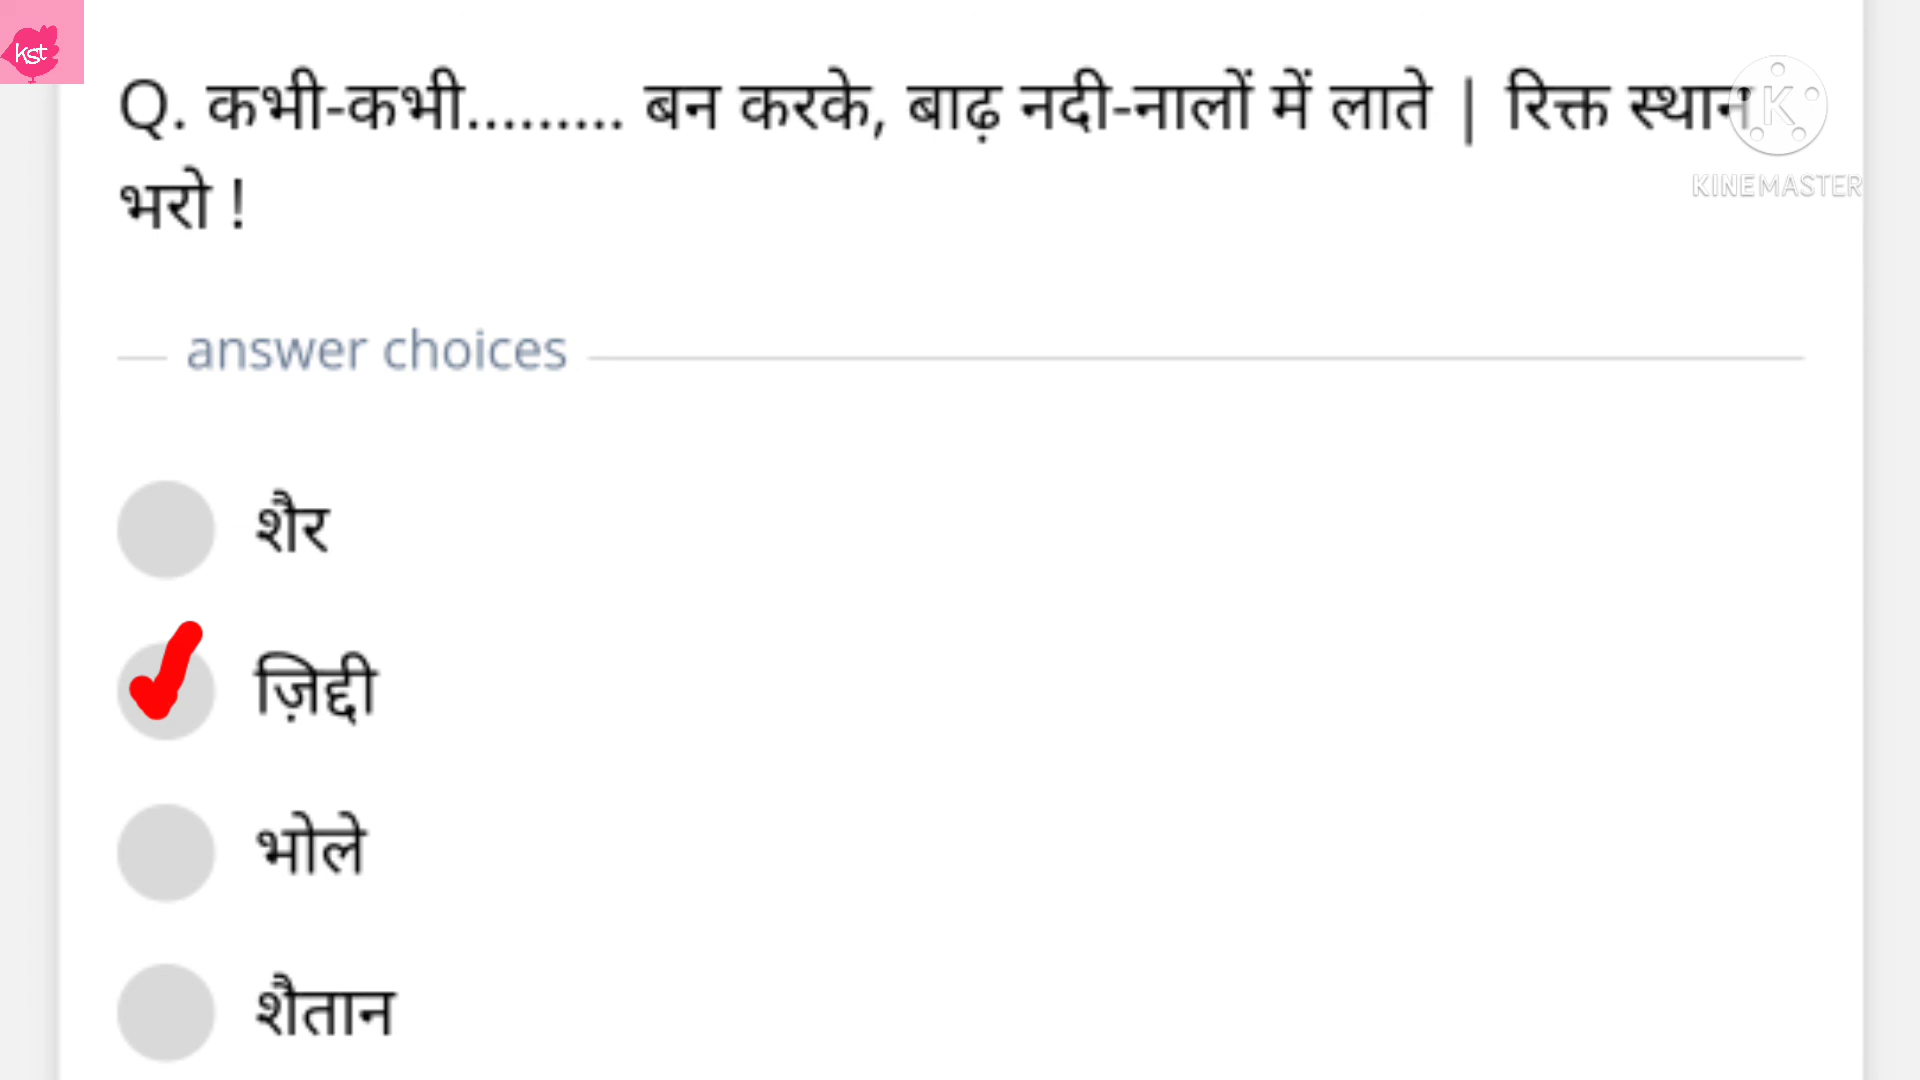 kst
Q. कभी-कभी......... बन करके, बाढ़ नदी-नालों में लाते | रिक्त स्थान
भरो !
K
KINEMASTER
answer choices
शैर
ज़िद्दी
भोले
शैतान